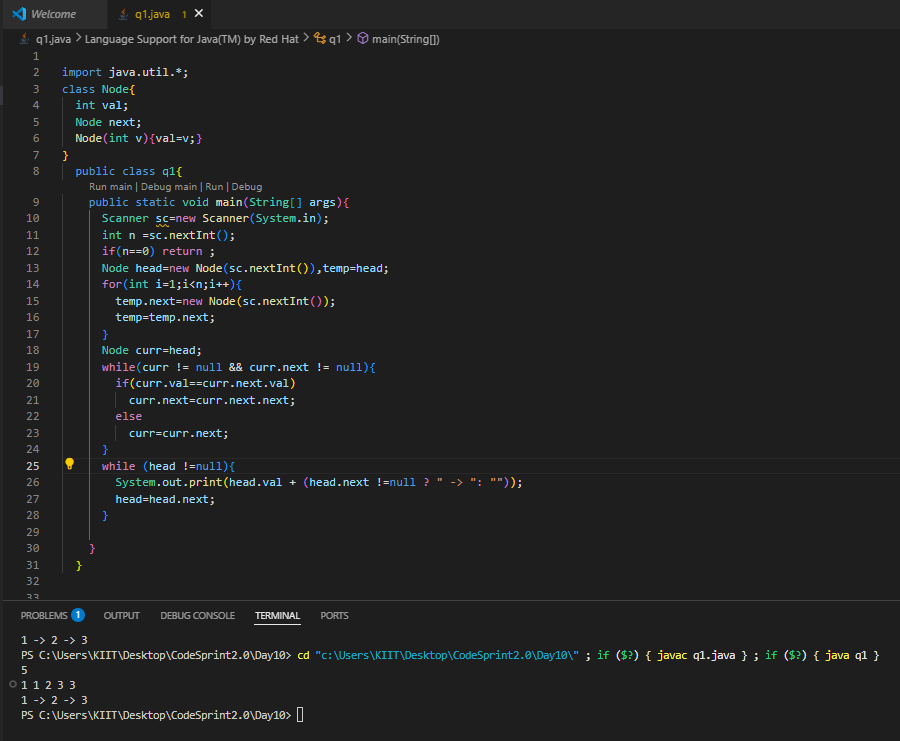 Welcome
q1.java 1
q1.java > Language Support for Java(TM) by Red Hat > q1 > main(String[])
1
2 import java.util.*;
3 class Node{
4 int val;
5 Node next;
6 Node(int v){val=v;}
7 }
8 public class q1{
Run main | Debug main | Run | Debug
9 public static void main(String[] args){
10 Scanner sc=new Scanner(System.in);
11 int n =sc.nextInt();
12 if(n==0) return ;
13 Node head=new Node(sc.nextInt()),temp=head;
14 for(int i=1;i<n;i++){
15 temp.next=new Node(sc.nextInt());
16 temp=temp.next;
17 }
18 Node curr=head;
19 while(curr != null && curr.next != null){
20 if(curr.val==curr.next.val)
21 curr.next=curr.next.next;
22 else
23 curr=curr.next;
24 }
25 while (head !=null){
26 System.out.print(head.val + (head.next !=null ? " -> ": ""));
27 head=head.next;
28 }
29
30 }
31 }
32
33
PROBLEMS 1 OUTPUT DEBUG CONSOLE TERMINAL PORTS
1 -> 2 -> 3
PS C:\Users\KIIT\Desktop\CodeSprint2.0\Day10> cd "c:\Users\KIIT\Desktop\CodeSprint2.0\Day10\" ; if ($?) { javac q1.java } ; if ($?) { java q1 }
5
1 1 2 3 3
1 -> 2 -> 3
PS C:\Users\KIIT\Desktop\CodeSprint2.0\Day10>